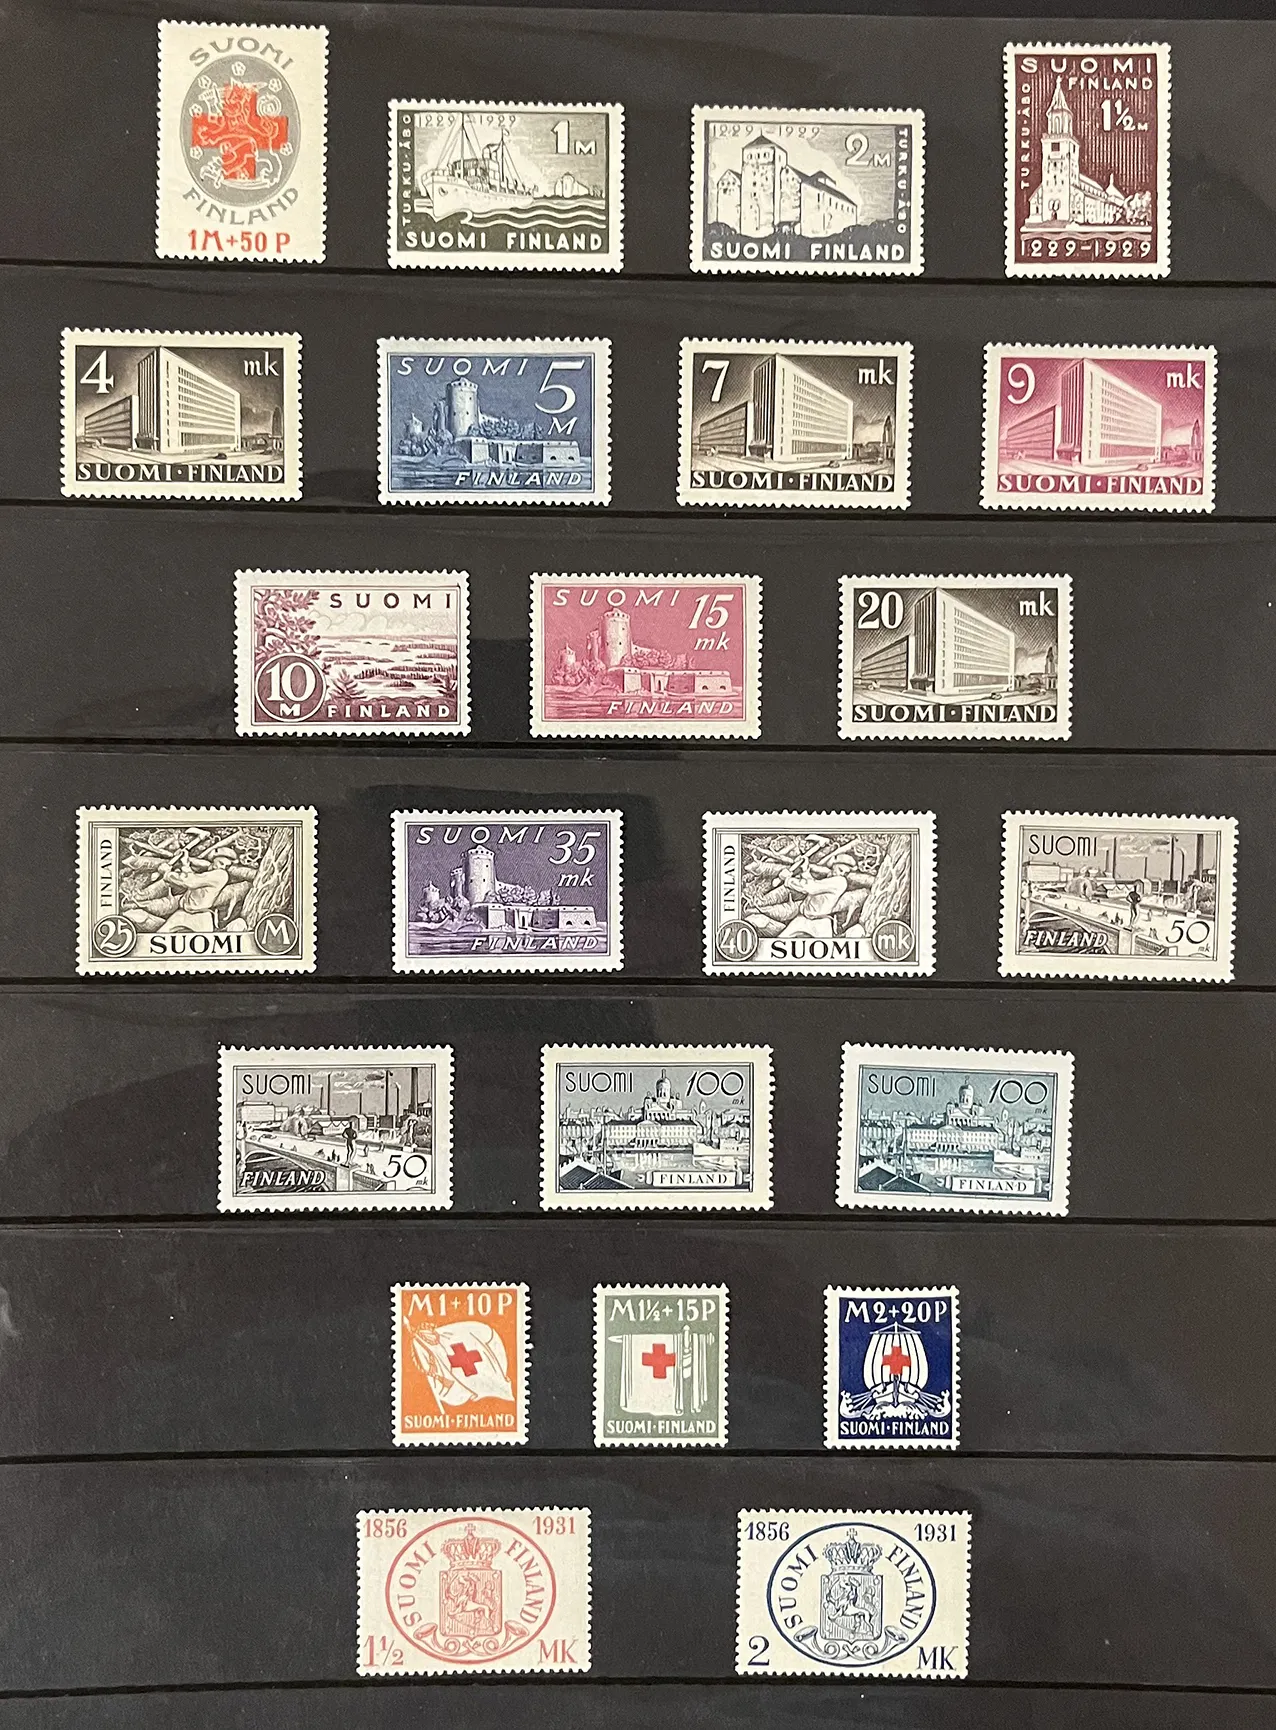 SUOMI
FINLAND
1M+50 P
1229-1929
1M
TURKU-ÅBO
SUOMI FINLAND
1229-1929
2M
TURKU-ÅBO
SUOMI FINLAND
SUOMI
FINLAND
1½M
TURKU-ÅBO
1229-1929
4 mk
SUOMI·FINLAND
SUOMI 5
M
FINLAND
7 mk
SUOMI·FINLAND
9 mk
SUOMI·FINLAND
SUOMI
10
M FINLAND
SUOMI 15
mk
FINLAND
20 mk
SUOMI·FINLAND
FINLAND
25 SUOMI M
SUOMI 35
mk
FINLAND
FINLAND
40 SUOMI mk
SUOMI
FINLAND 50 mk
SUOMI
FINLAND 50 mk
SUOMI 100
mk
FINLAND
SUOMI 100
mk
FINLAND
M1+10P
SUOMI·FINLAND
M1½+15P
SUOMI·FINLAND
M2+20P
SUOMI·FINLAND
1856 1931
SUOMI FINLAND
1½ MK
1856 1931
SUOMI FINLAND
2 MK